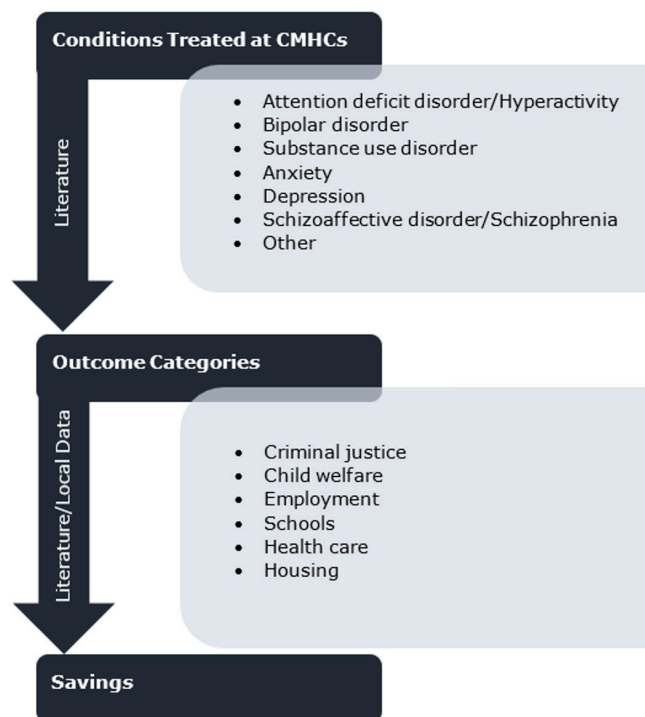 Conditions Treated at CMHCs
Literature
• Attention deficit disorder/Hyperactivity
• Bipolar disorder
• Substance use disorder
• Anxiety
• Depression
• Schizoaffective disorder/Schizophrenia
• Other
Outcome Categories
Literature/Local Data
• Criminal justice
• Child welfare
• Employment
• Schools
• Health care
• Housing
Savings